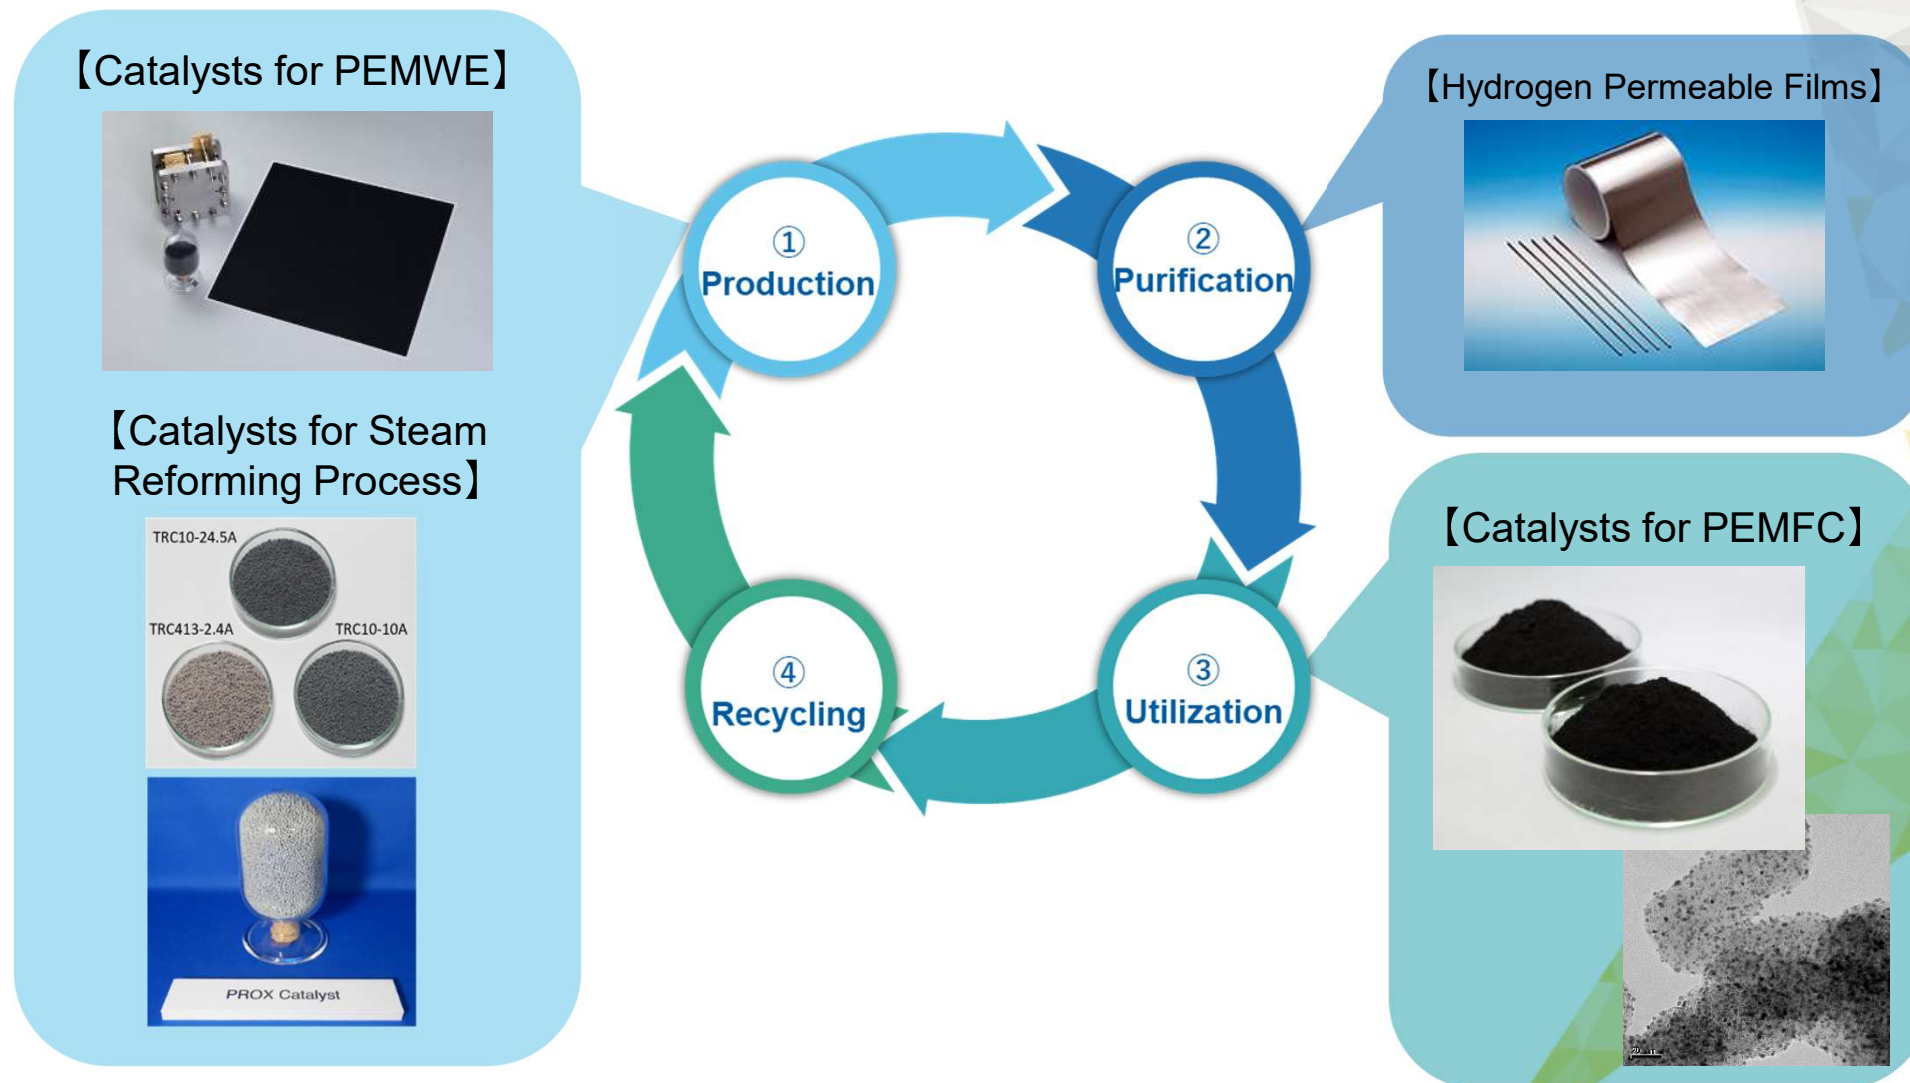 【Catalysts for PEMWE】
【Catalysts for Steam
Reforming Process】
TRC10-24.5A
TRC413-2.4A
TRC10-10A
PROX Catalyst
①
Production
②
Purification
③
Utilization
④
Recycling
【Hydrogen Permeable Films】
【Catalysts for PEMFC】